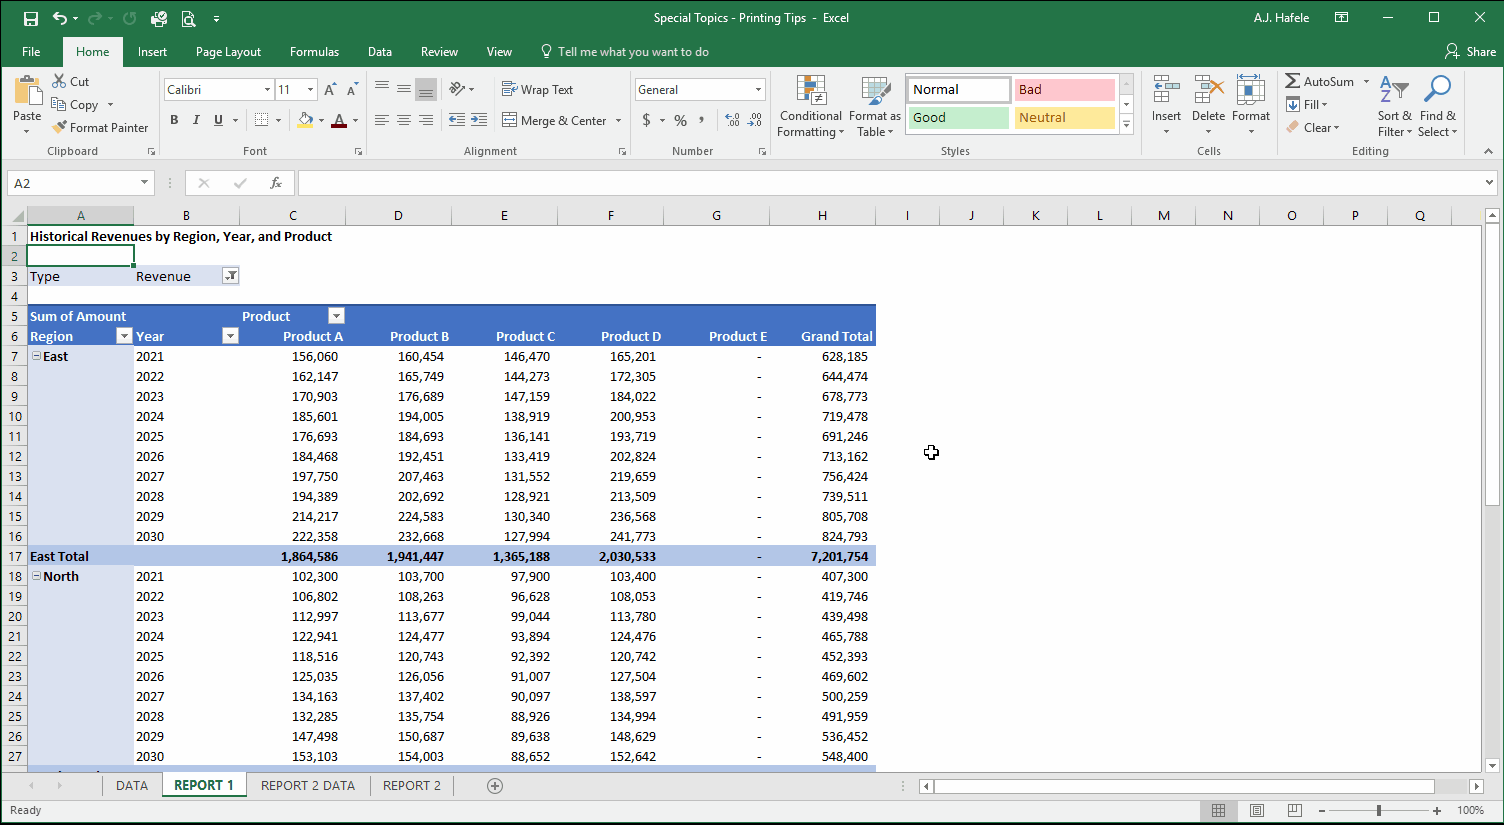 Special Topics - Printing Tips - Excel
A.J. Hafele
File Home Insert Page Layout Formulas Data Review View Tell me what you want to do Share
Paste
Cut
Copy
Format Painter
Clipboard
Calibri 11
B I U A
Font
Wrap Text
Merge & Center
Alignment
General
$ % ,
Number
Conditional Formatting
Format as Table
Normal Bad
Good Neutral
Styles
Insert Delete Format
Cells
AutoSum
Fill
Clear
Sort & Filter
Find & Select
Editing
A2 fx
A B C D E F G H I J K L M N O P Q
1 Historical Revenues by Region, Year, and Product
2
3 Type Revenue
4
5 Sum of Amount Product
6 Region Year Product A Product B Product C Product D Product E Grand Total
7 East 2021 156,060 160,454 146,470 165,201 - 628,185
8 2022 162,147 165,749 144,273 172,305 - 644,474
9 2023 170,903 176,689 147,159 184,022 - 678,773
10 2024 185,601 194,005 138,919 200,953 - 719,478
11 2025 176,693 184,693 136,141 193,719 - 691,246
12 2026 184,468 192,451 133,419 202,824 - 713,162
13 2027 197,750 207,463 131,552 219,659 - 756,424
14 2028 194,389 202,692 128,921 213,509 - 739,511
15 2029 214,217 224,583 130,340 236,568 - 805,708
16 2030 222,358 232,668 127,994 241,773 - 824,793
17 East Total 1,864,586 1,941,447 1,365,188 2,030,533 - 7,201,754
18 North 2021 102,300 103,700 97,900 103,400 - 407,300
19 2022 106,802 108,263 96,628 108,053 - 419,746
20 2023 112,997 113,677 99,044 113,780 - 439,498
21 2024 122,941 124,477 93,894 124,476 - 465,788
22 2025 118,516 120,743 92,392 120,742 - 452,393
23 2026 125,035 126,056 91,007 127,504 - 469,602
24 2027 134,163 137,402 90,097 138,597 - 500,259
25 2028 132,285 135,754 88,926 134,994 - 491,959
26 2029 147,498 150,687 89,638 148,629 - 536,452
27 2030 153,103 154,003 88,652 152,642 - 548,400
DATA REPORT 1 REPORT 2 DATA REPORT 2
Ready 100%